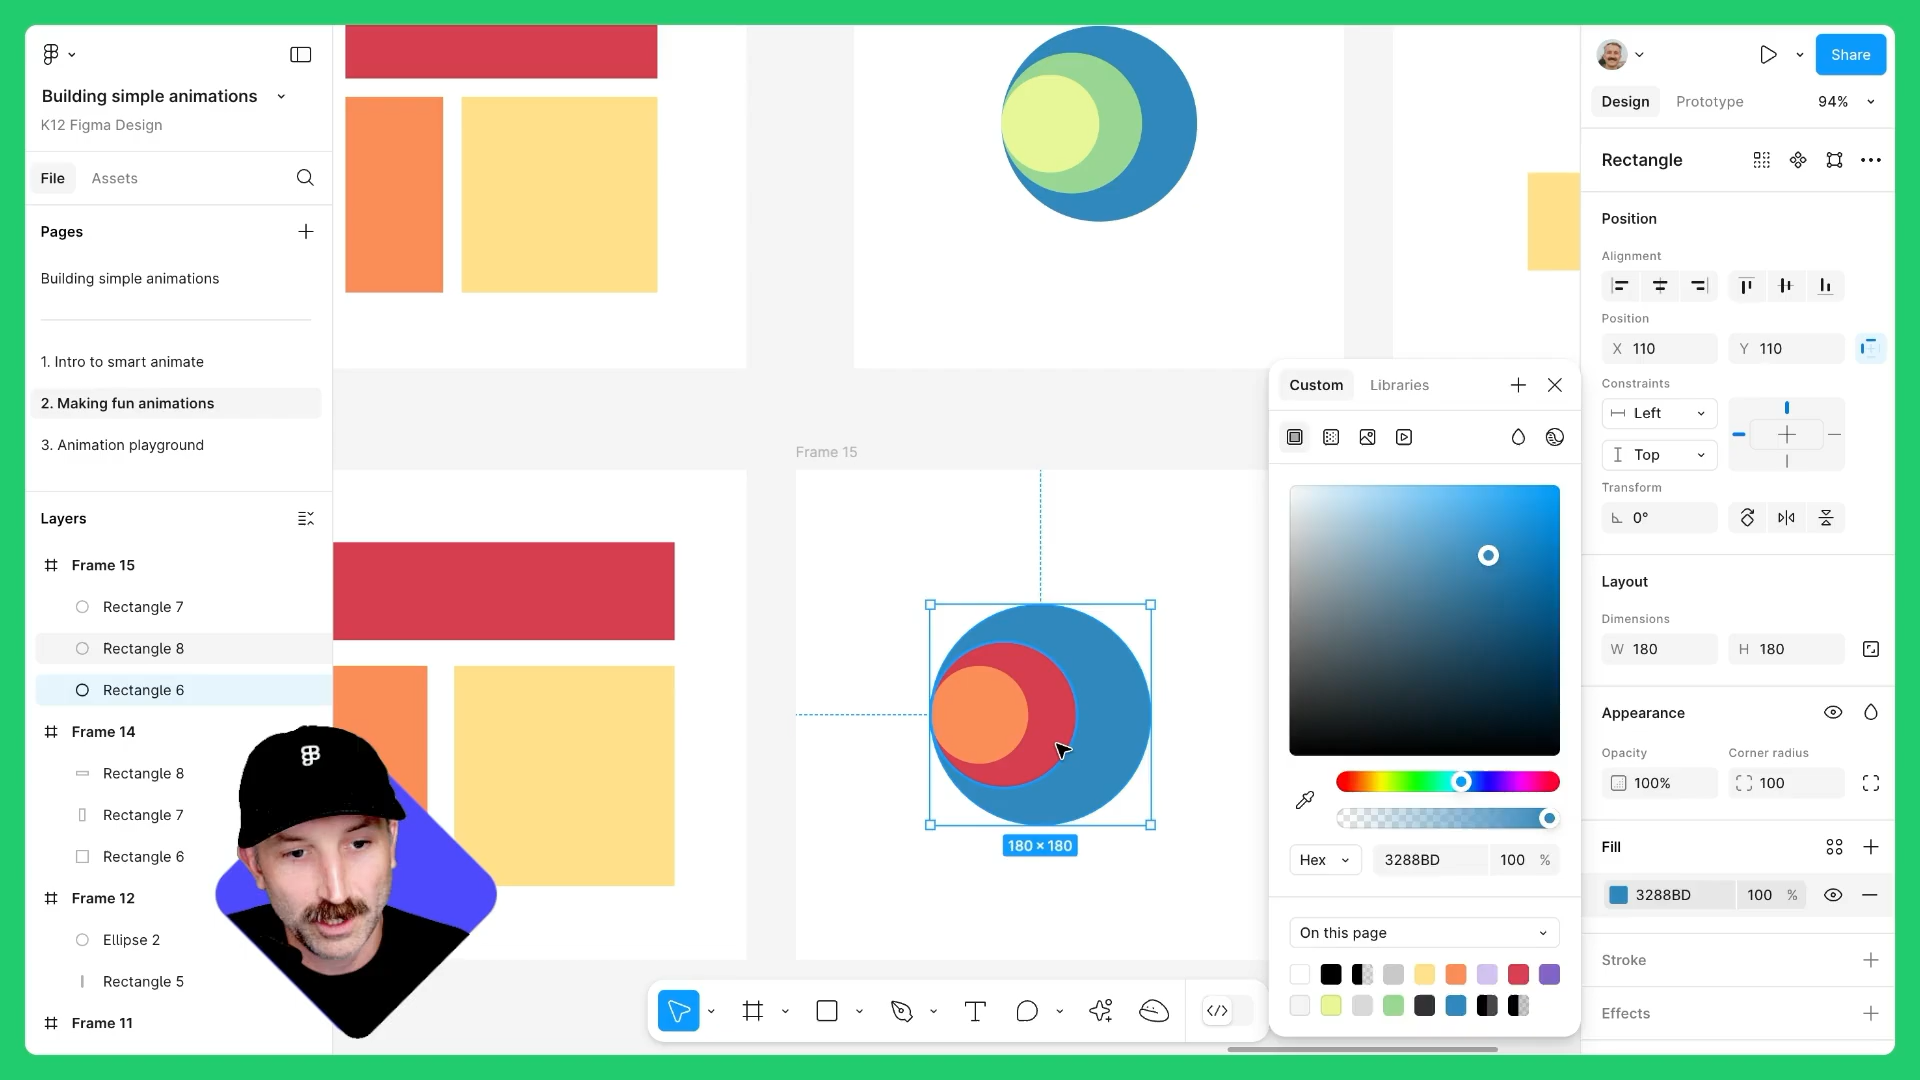 Building simple animations
K12 Figma Design
File
Assets
Pages
Building simple animations
1. Intro to smart animate
2. Making fun animations
3. Animation playground
Layers
Frame 15
Rectangle 7
Rectangle 8
Rectangle 6
Frame 14
Rectangle 8
Rectangle 7
Rectangle 6
Frame 12
Ellipse 2
Rectangle 5
Frame 11
Frame 15
180 × 180
Custom
Libraries
Hex
3288BD
100 %
On this page
Share
Design
Prototype
94%
Rectangle
Position
Alignment
Position
X 110
Y 110
Constraints
Left
Top
Transform
0°
Layout
Dimensions
W 180
H 180
Appearance
Opacity
Corner radius
100%
100
Fill
3288BD
100 %
Stroke
Effects